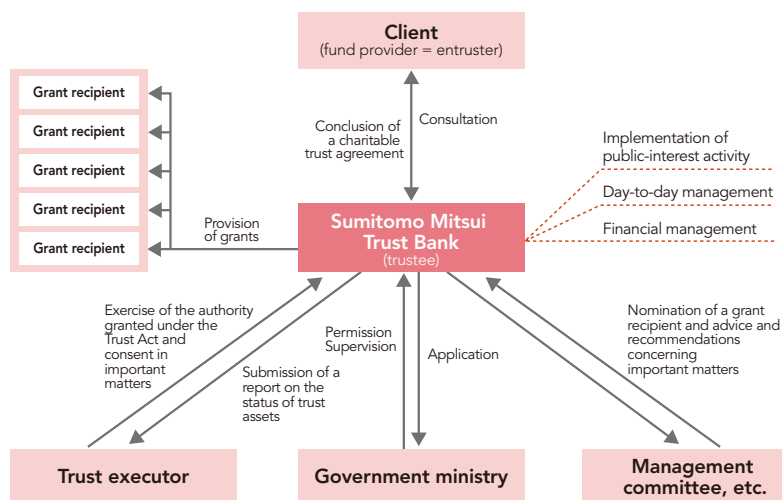 Client
(fund provider = entruster)
Grant recipient
Grant recipient
Grant recipient
Grant recipient
Grant recipient
Conclusion of
a charitable
trust agreement
Consultation
Implementation of
public-interest activity
Day-to-day management
Financial management
Sumitomo Mitsui
Trust Bank
(trustee)
Provision
of grants
Exercise of the authority
granted under the
Trust Act and
consent in
important
matters
Submission of a
report on the
status of trust
assets
Permission
Supervision
Application
Nomination of a grant
recipient and advice and
recommendations
concerning
important matters
Trust executor
Government ministry
Management
committee, etc.